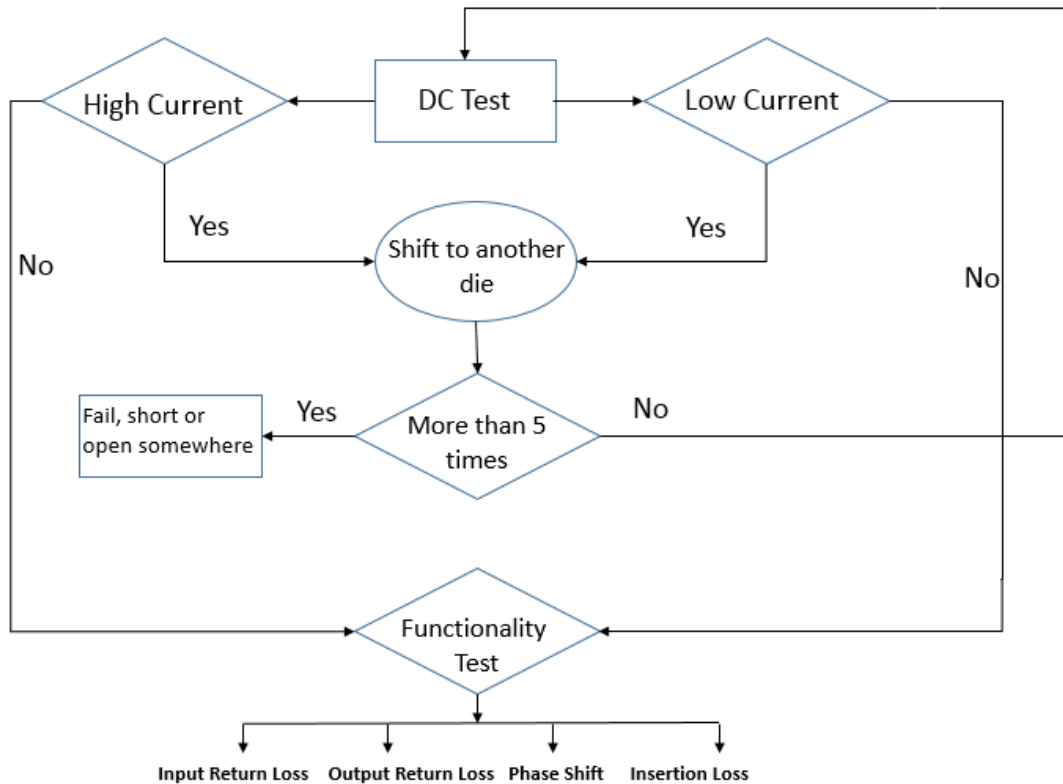 High Current
DC Test
Low Current
Yes
Yes
Shift to another
die
No
No
Fail, short or
open somewhere
Yes
More than 5
times
No
Functionality
Test
Input Return Loss
Output Return Loss
Phase Shift
Insertion Loss